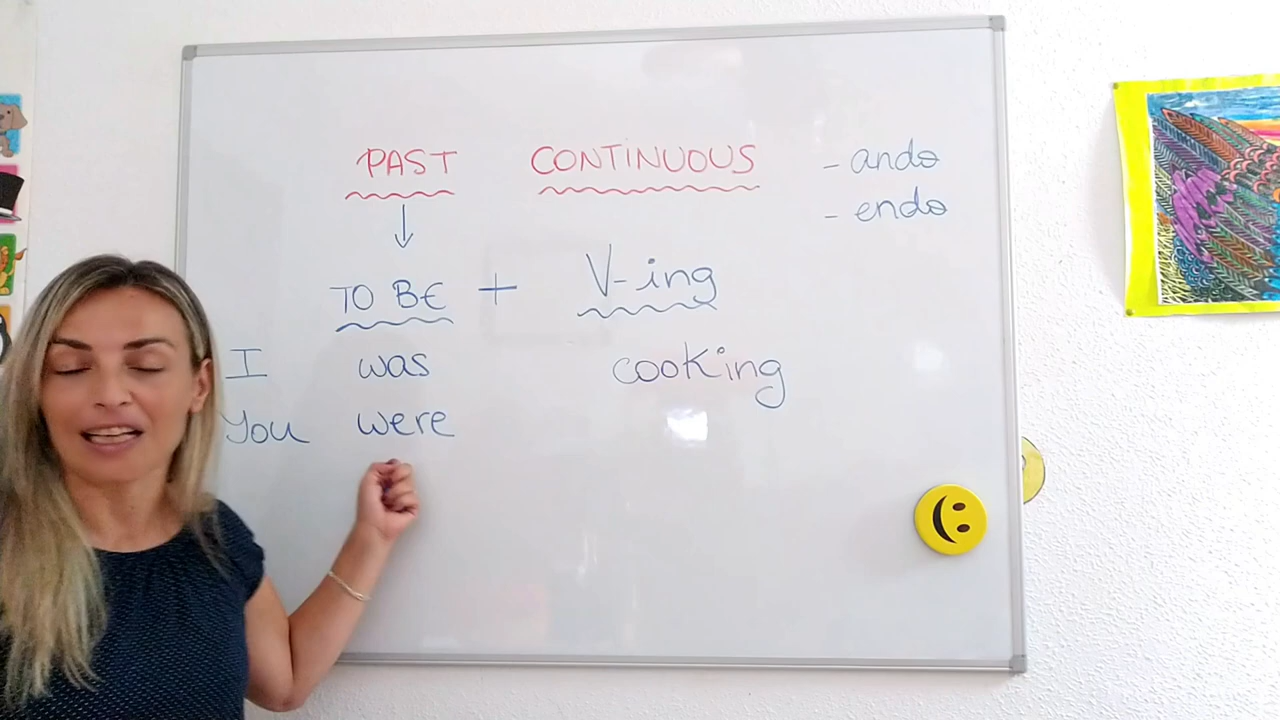 PAST CONTINUOUS - ando
- endo
TO BE + V-ing
I was cooking
You were